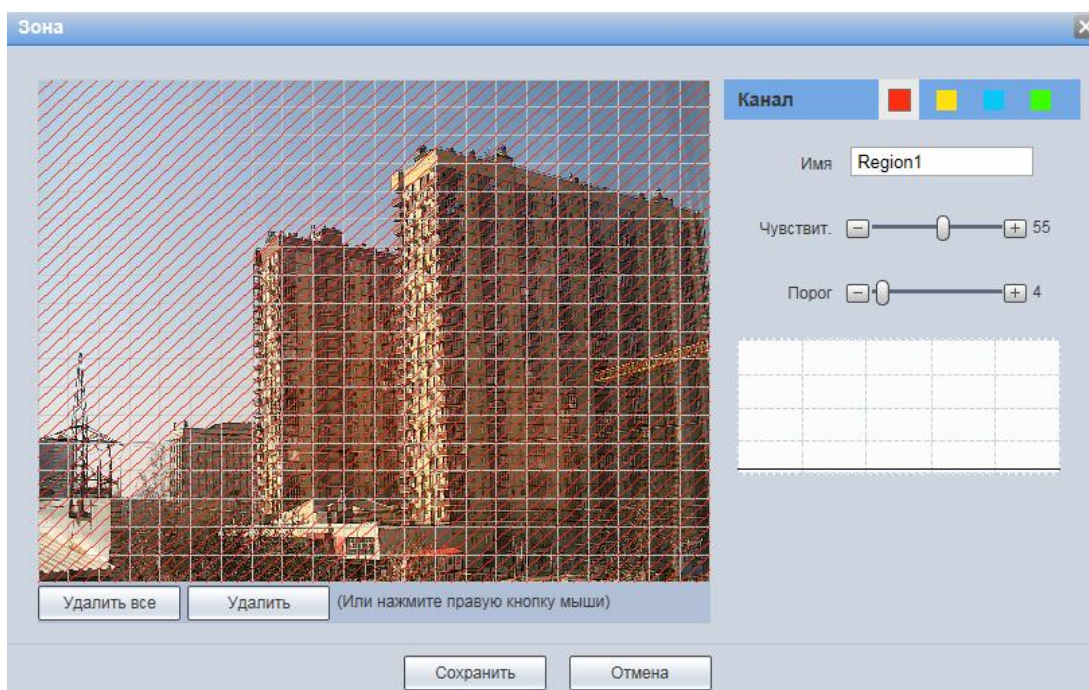 Зона
Канал
Имя Region1
Чувствит. 55
Порог 4
Удалить все Удалить (Или нажмите правую кнопку мыши)
Сохранить Отмена